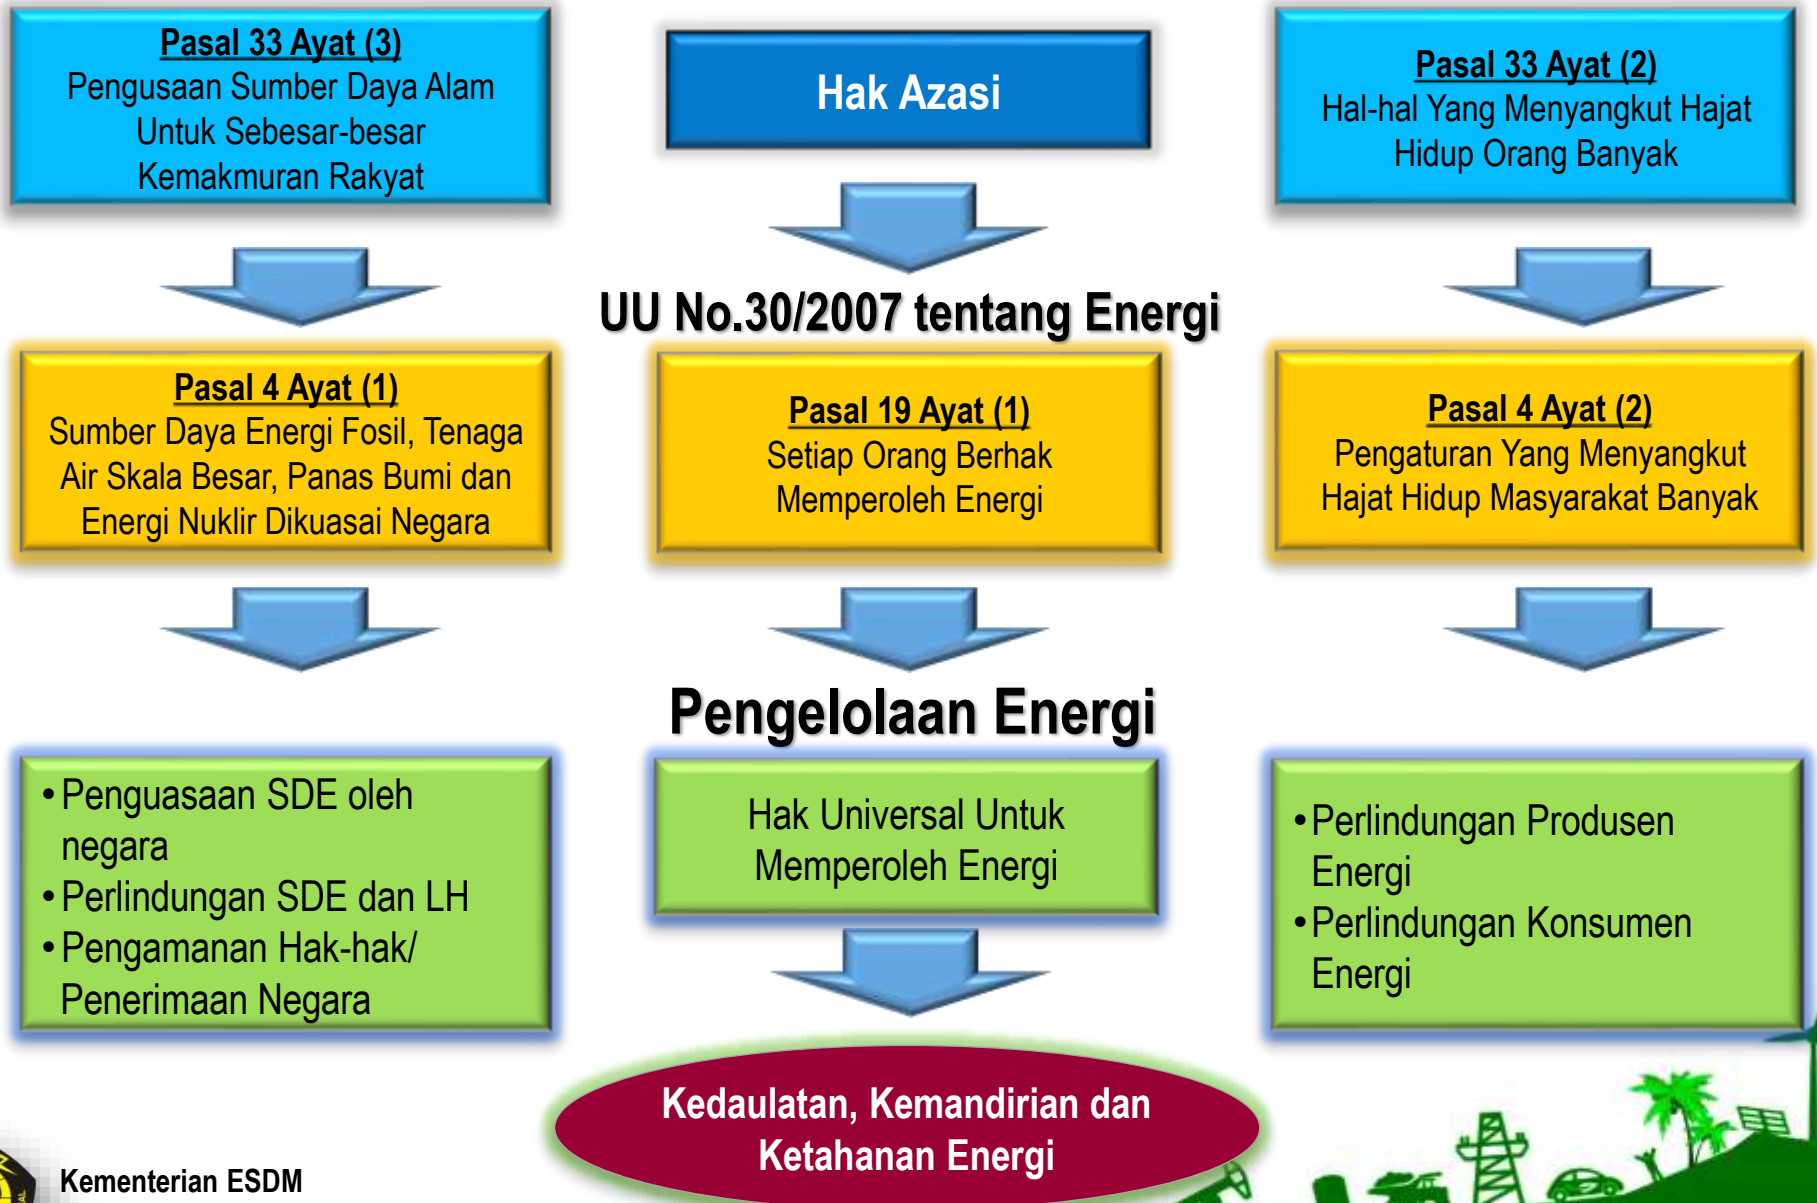 Pasal 33 Ayat (3)
Pengusaan Sumber Daya Alam
Untuk Sebesar-besar
Kemakmuran Rakyat
Hak Azasi
Pasal 33 Ayat (2)
Hal-hal Yang Menyangkut Hajat
Hidup Orang Banyak
UU No.30/2007 tentang Energi
Pasal 4 Ayat (1)
Sumber Daya Energi Fosil, Tenaga
Air Skala Besar, Panas Bumi dan
Energi Nuklir Dikuasai Negara
Pasal 19 Ayat (1)
Setiap Orang Berhak
Memperoleh Energi
Pasal 4 Ayat (2)
Pengaturan Yang Menyangkut
Hajat Hidup Masyarakat Banyak
Pengelolaan Energi
• Penguasaan SDE oleh
negara
• Perlindungan SDE dan LH
• Pengamanan Hak-hak/
Penerimaan Negara
Hak Universal Untuk
Memperoleh Energi
• Perlindungan Produsen
Energi
• Perlindungan Konsumen
Energi
Kedaulatan, Kemandirian dan
Ketahanan Energi
Kementerian ESDM